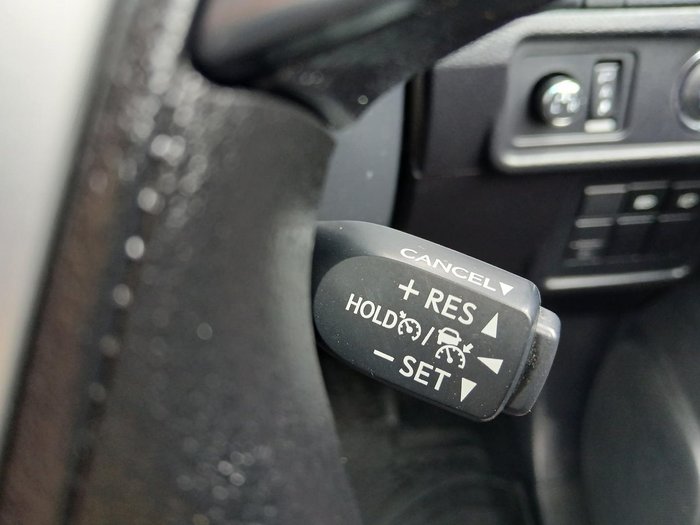 CANCEL▼
+ RES ▲
HOLD /
− SET ▼